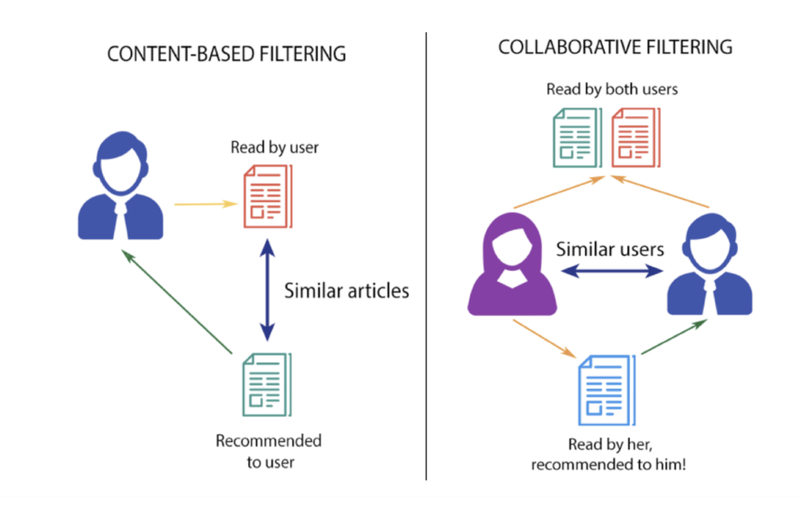 CONTENT-BASED FILTERING
Read by user
Similar articles
Recommended
to user
COLLABORATIVE FILTERING
Read by both users
Similar users
Read by her,
recommended to him!